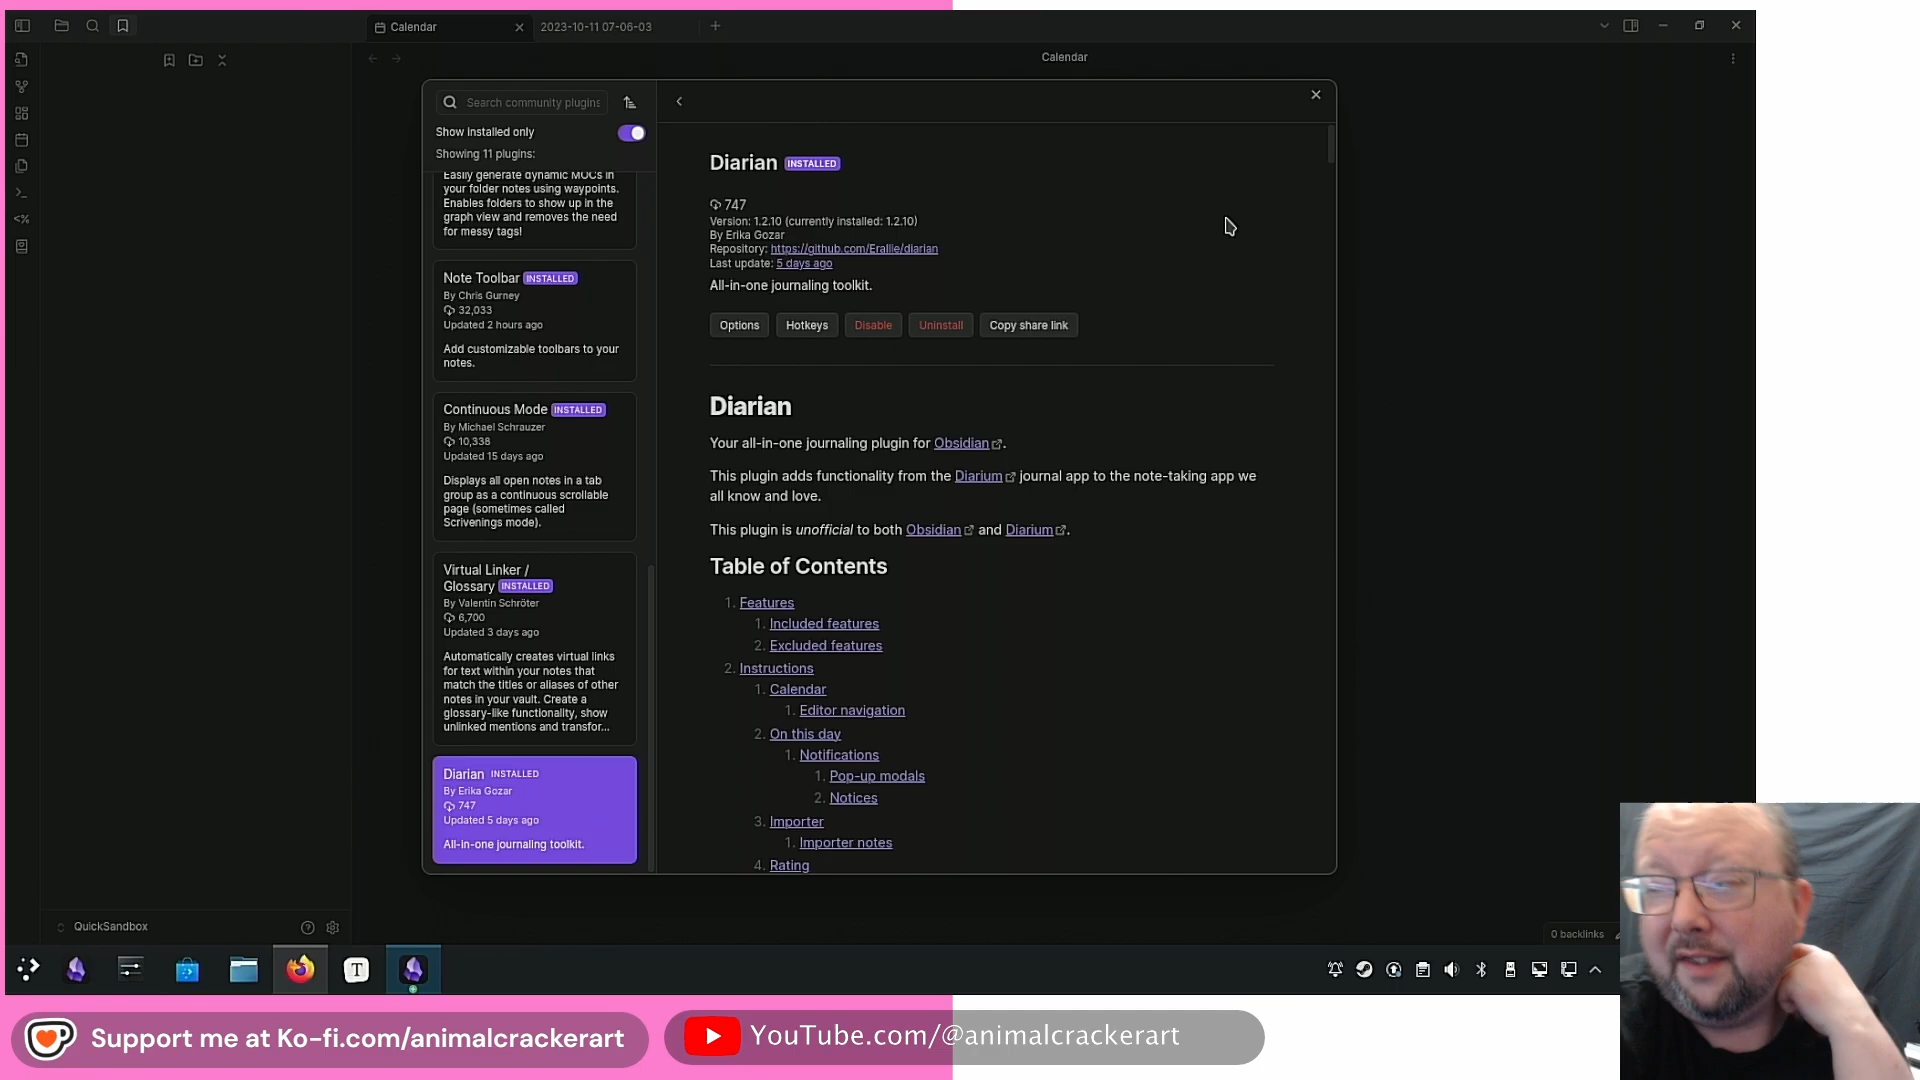 Calendar
2023-10-11 07-06-03
Calendar
Search community plugins
Show installed only
Showing 11 plugins:
Easily generate dynamic MOCs in
your folder notes using waypoints.
Enables folders to show up in the
graph view and removes the need
for messy tags!
Note Toolbar INSTALLED
By Chris Gurney
32,033
Updated 2 hours ago
Add customizable toolbars to your
notes.
Continuous Mode INSTALLED
By Michael Schrauzer
10,338
Updated 15 days ago
Displays all open notes in a tab
group as a continuous scrollable
page (sometimes called
Scrivenings mode).
Virtual Linker /
Glossary INSTALLED
By Valentin Schröter
6,700
Updated 3 days ago
Automatically creates virtual links
for text within your notes that
match the titles or aliases of other
notes in your vault. Create a
glossary-like functionality, show
unlinked mentions and transfor...
Diarian INSTALLED
By Erika Gozar
747
Updated 5 days ago
All-in-one journaling toolkit.
Diarian INSTALLED
747
Version: 1.2.10 (currently installed: 1.2.10)
By Erika Gozar
Repository: https://github.com/Erallie/diarian
Last update: 5 days ago
All-in-one journaling toolkit.
Options Hotkeys Disable Uninstall Copy share link
Diarian
Your all-in-one journaling plugin for Obsidian.
This plugin adds functionality from the Diarium journal app to the note-taking app we
all know and love.
This plugin is unofficial to both Obsidian and Diarium.
Table of Contents
1. Features
1. Included features
2. Excluded features
2. Instructions
1. Calendar
1. Editor navigation
2. On this day
1. Notifications
1. Pop-up modals
2. Notices
3. Importer
1. Importer notes
4. Rating
QuickSandbox
0 backlinks
T
Support me at Ko-fi.com/animalcrackerart
YouTube.com/@animalcrackerart